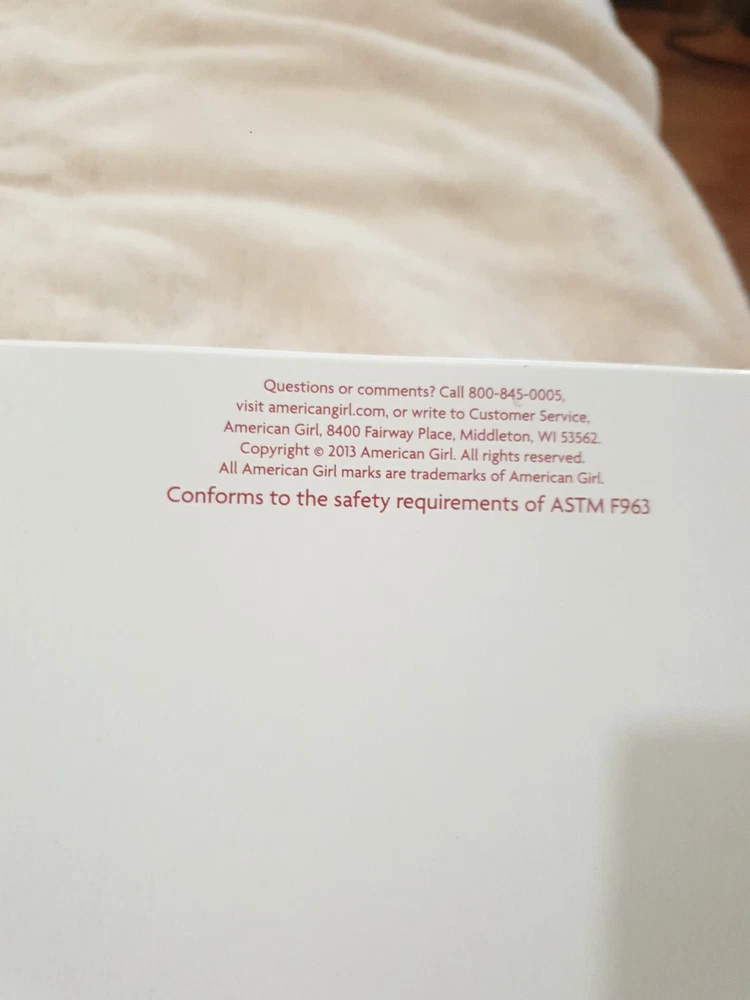 Questions or comments? Call 800-845-0005,
visit americangirl.com, or write to Customer Service,
American Girl, 8400 Fairway Place, Middleton, WI 53562.
Copyright © 2013 American Girl. All rights reserved.
All American Girl marks are trademarks of American Girl.
Conforms to the safety requirements of ASTM F963